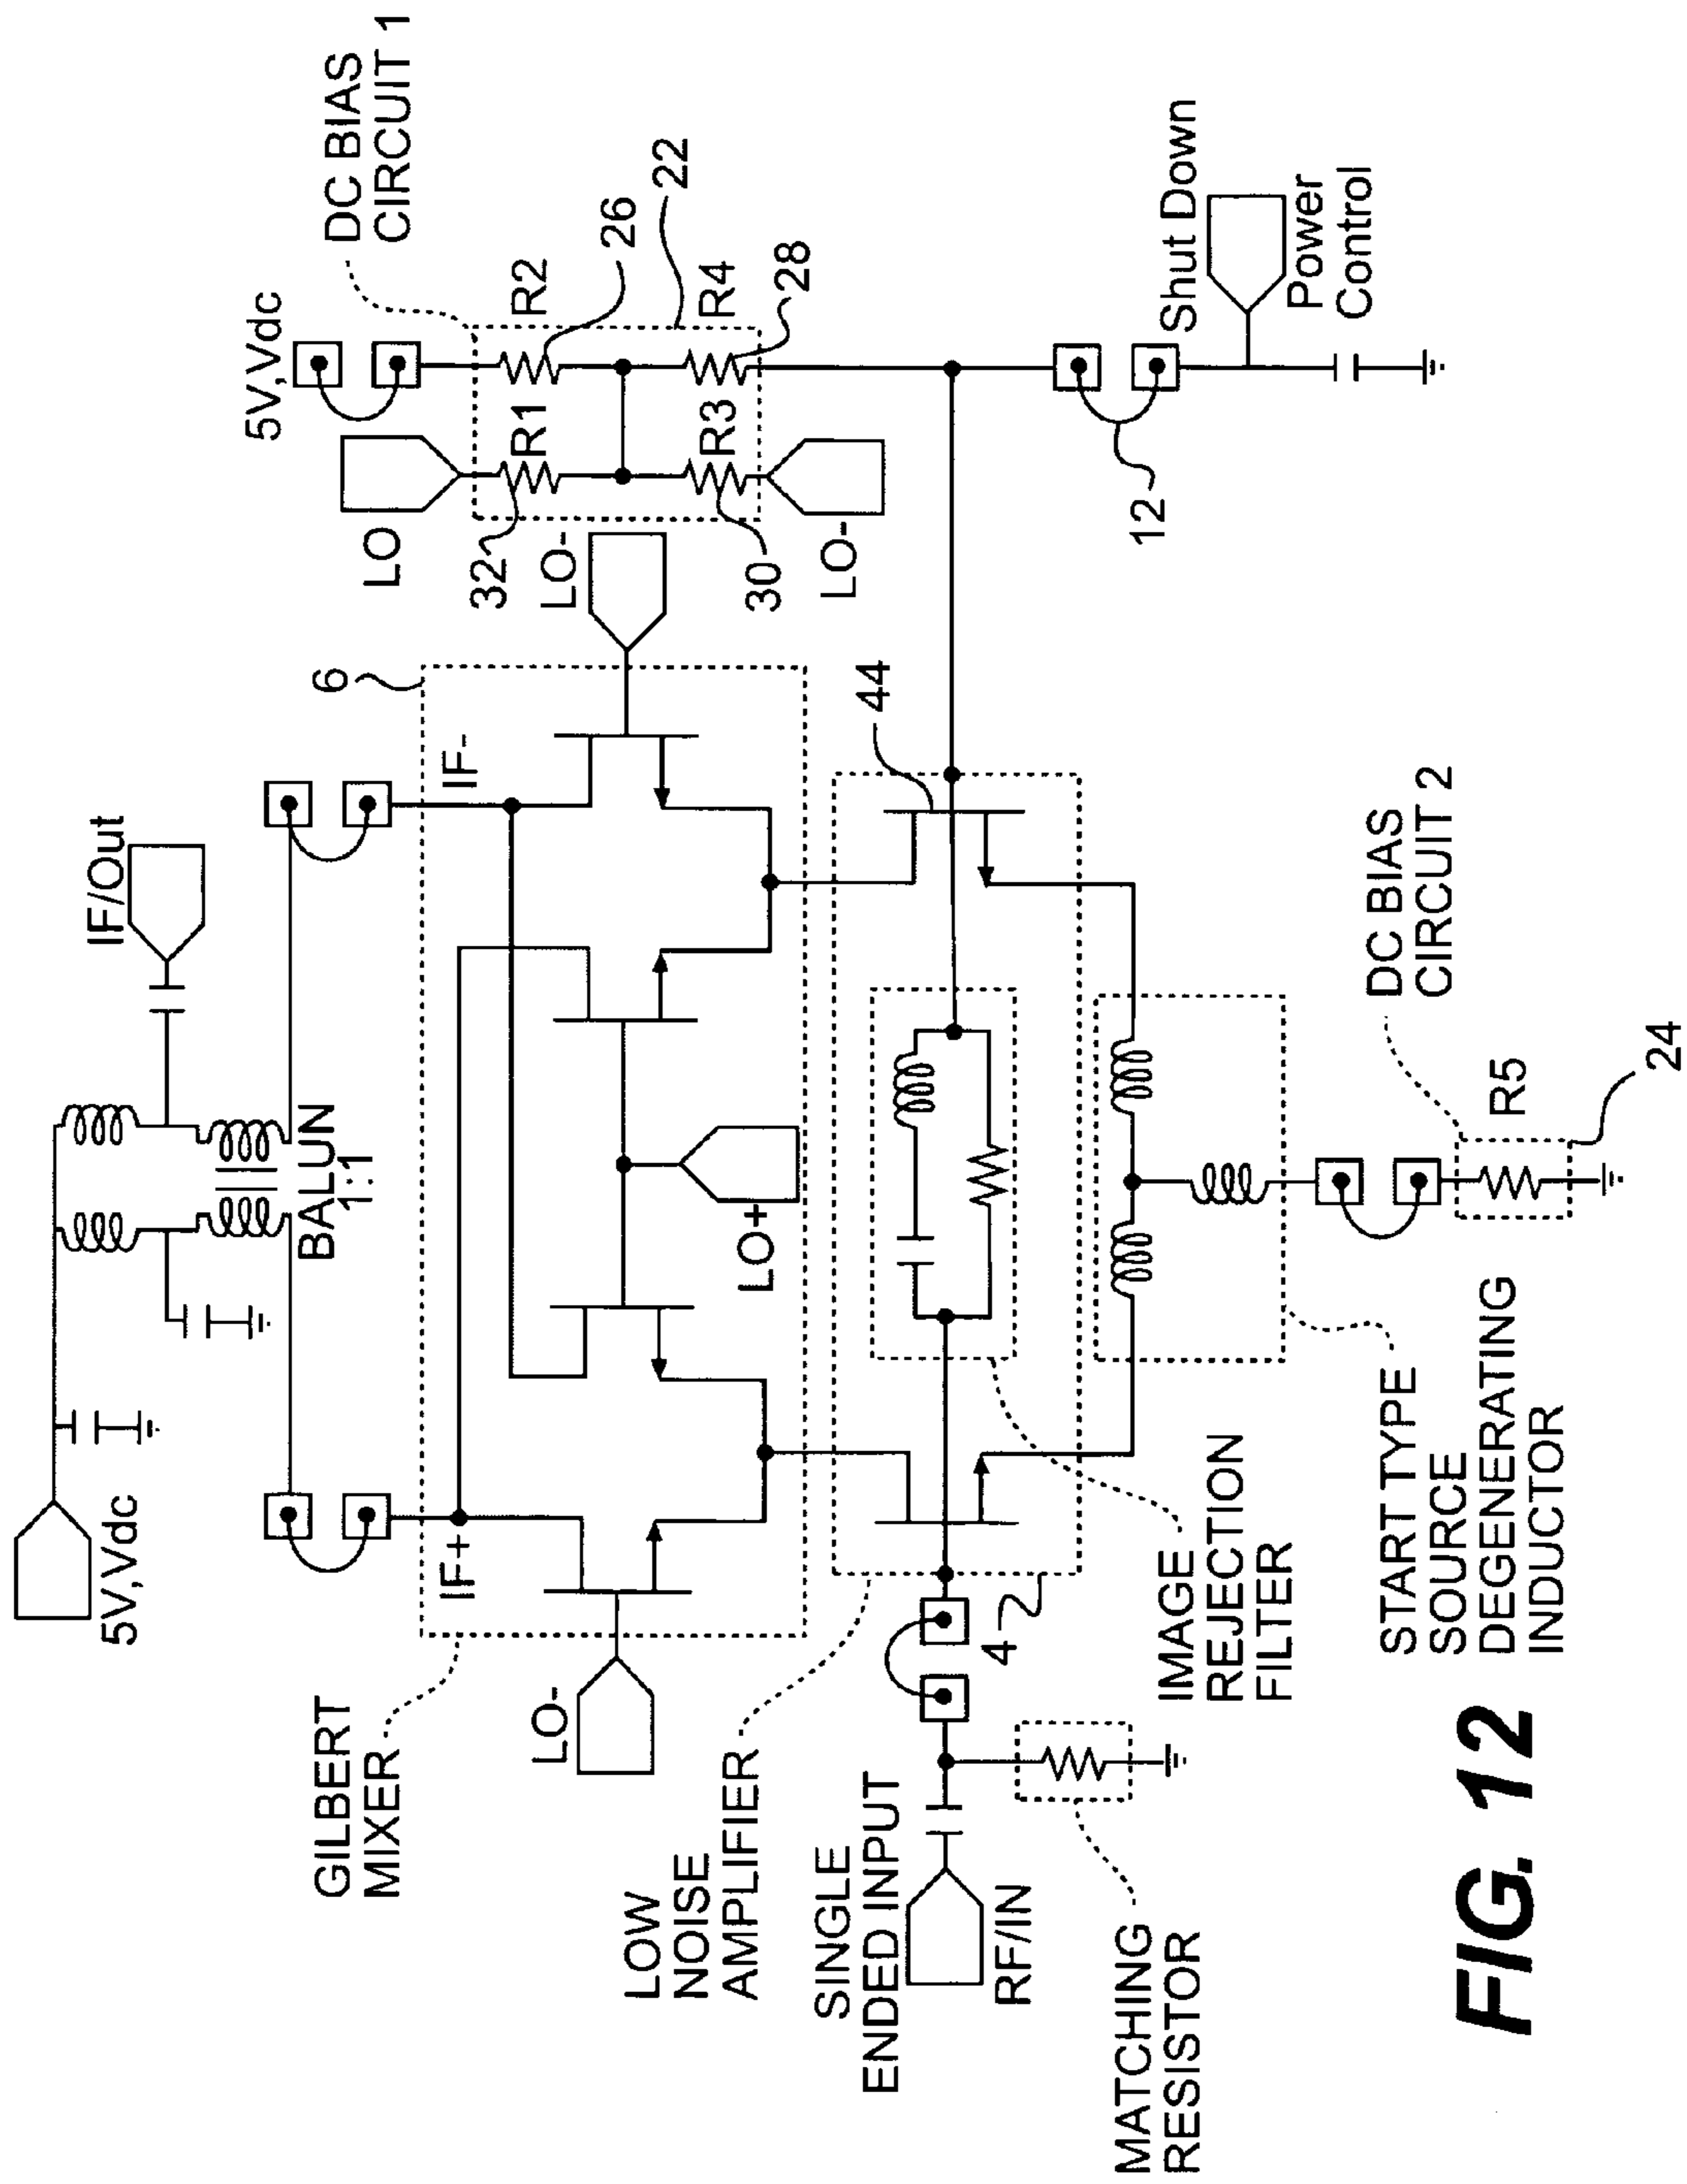 5V,Vdc
IF/Out
BALUN
1:1
GILBERT
MIXER
IF+
IF-
6
LO-
LO+
LO-
5V,Vdc
DC BIAS
CIRCUIT 1
LO
R1
R2
26
22
32
R3
R4
28
30
LO-
LOW
NOISE
AMPLIFIER
44
SINGLE
ENDED INPUT
RF/IN
4
12
Shut Down
Power
Control
MATCHING
RESISTOR
IMAGE
REJECTION
FILTER
START TYPE
SOURCE
DEGENERATING
INDUCTOR
DC BIAS
CIRCUIT 2
R5
24
FIG. 12